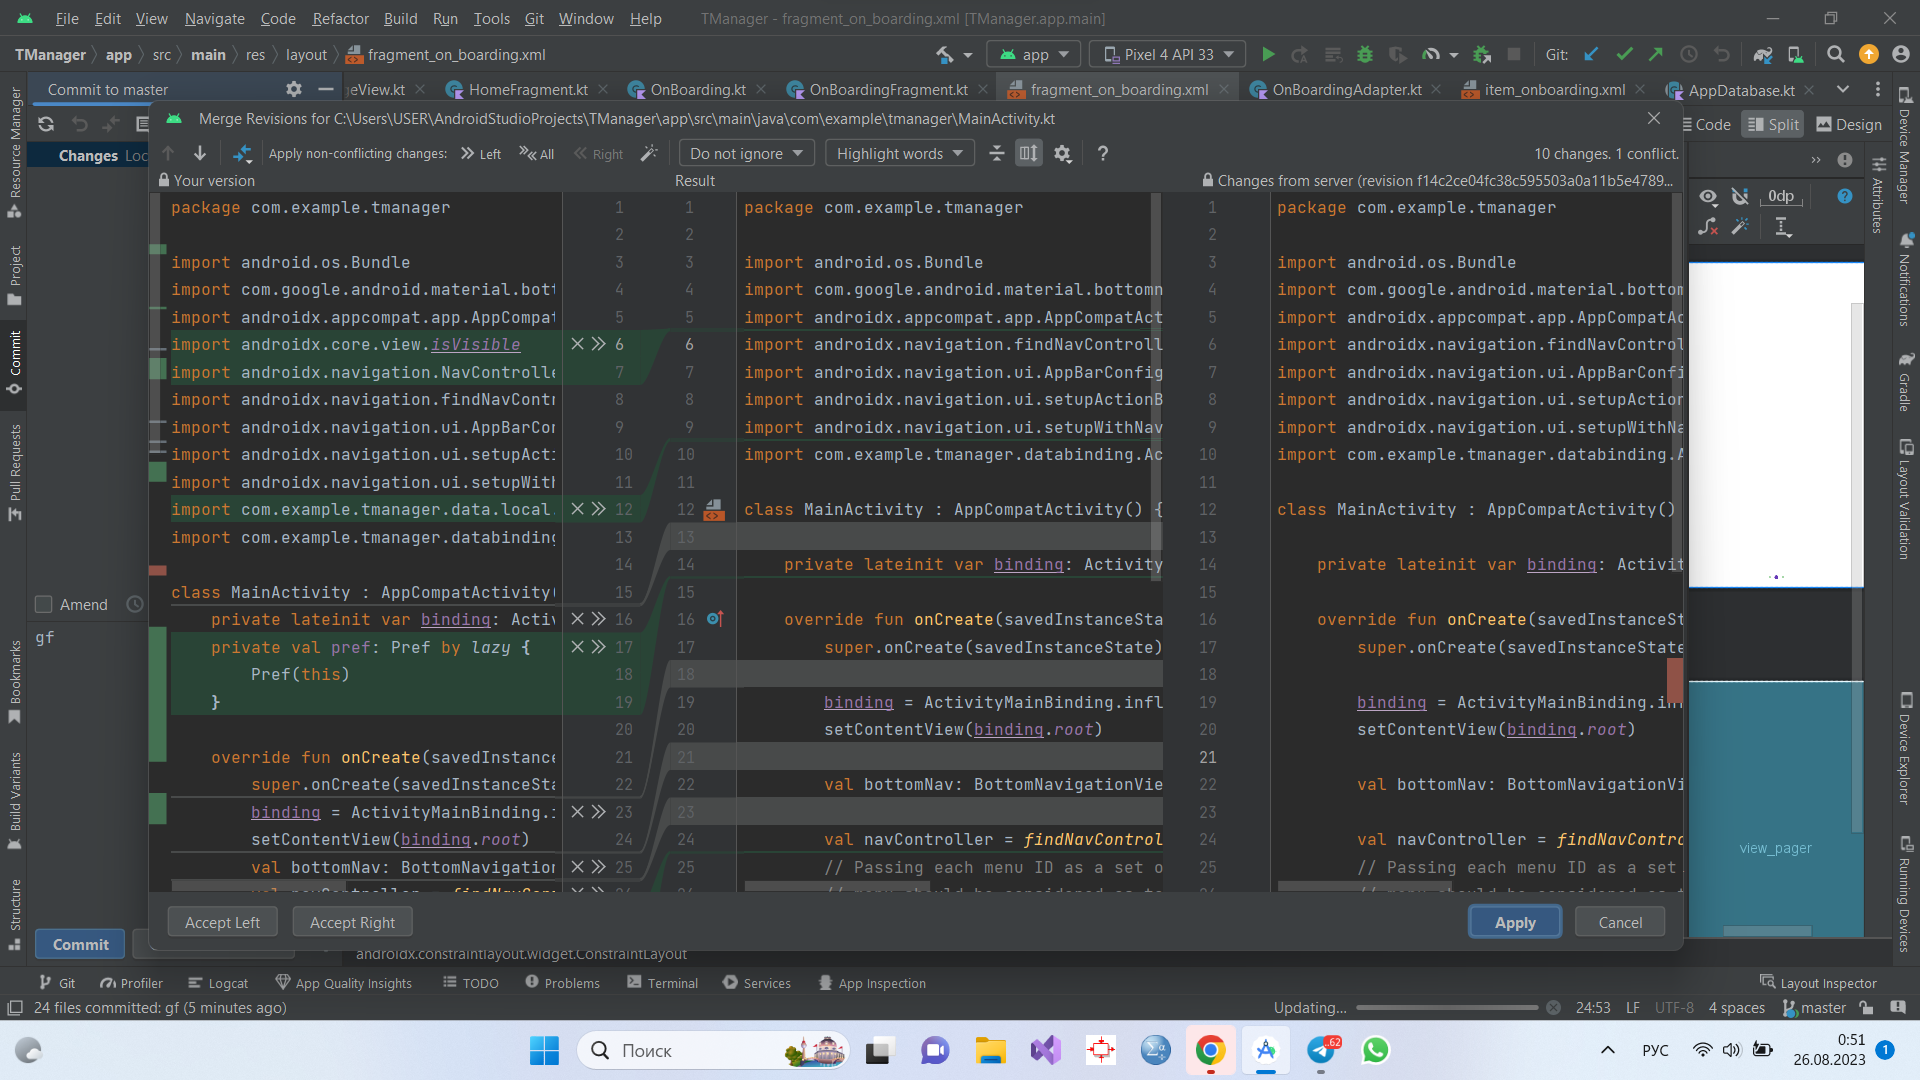 File Edit View Navigate Code Refactor Build Run Tools Git Window Help TManager - fragment_on_boarding.xml [TManager.app.main]
TManager app src main res layout fragment_on_boarding.xml app Pixel 4 API 33 Git:
Commit to master eView.kt HomeFragment.kt OnBoarding.kt OnBoardingFragment.kt fragment_on_boarding.xml OnBoardingAdapter.kt item_onboarding.xml AppDatabase.kt
Code Split Design
Merge Revisions for C:\Users\USER\AndroidStudioProjects\TManager\app\src\main\java\com\example\tmanager\MainActivity.kt
Changes Loc
Apply non-conflicting changes: Left All Right Do not ignore Highlight words ? 10 changes. 1 conflict.
Your version Result Changes from server (revision f14c2ce04fc38c595503a0a11b5e4789...
0dp
package com.example.tmanager 1 1 package com.example.tmanager 1 package com.example.tmanager
2 2 2
import android.os.Bundle 3 3 import android.os.Bundle 3 import android.os.Bundle
import com.google.android.material.bott 4 4 import com.google.android.material.bottomn 4 import com.google.android.material.bottom
import androidx.appcompat.app.AppCompat 5 5 import androidx.appcompat.app.AppCompatAct 5 import androidx.appcompat.app.AppCompatAc
import androidx.core.view.isVisible 6 6 import androidx.navigation.findNavControll 6 import androidx.navigation.findNavControl
import androidx.navigation.NavControlle 7 7 import androidx.navigation.ui.AppBarConfig 7 import androidx.navigation.ui.AppBarConfi
import androidx.navigation.findNavCont 8 8 import androidx.navigation.ui.setupActionB 8 import androidx.navigation.ui.setupAction
import androidx.navigation.ui.AppBarCon 9 9 import androidx.navigation.ui.setupWithNav 9 import androidx.navigation.ui.setupWithNa
import androidx.navigation.ui.setupActi 10 10 import com.example.tmanager.databinding.Ac 10 import com.example.tmanager.databinding.A
import androidx.navigation.ui.setupWith 11 11 11
import com.example.tmanager.data.local. 12 12 class MainActivity : AppCompatActivity() { 12 class MainActivity : AppCompatActivity()
import com.example.tmanager.databinding 13 13 13
14 14 private lateinit var binding: Activity 14 private lateinit var binding: Activit
class MainActivity : AppCompatActivity( 15 15 15
private lateinit var binding: Activ 16 16 override fun onCreate(savedInstanceSta 16 override fun onCreate(savedInstanceSt
private val pref: Pref by lazy { 17 17 super.onCreate(savedInstanceState) 17 super.onCreate(savedInstanceState
Pref(this) 18 18 18
} 19 19 binding = ActivityMainBinding.infl 19 binding = ActivityMainBinding.inf
20 20 setContentView(binding.root) 20 setContentView(binding.root)
override fun onCreate(savedInstance 21 21 21
super.onCreate(savedInstanceSta 22 22 val bottomNav: BottomNavigationVie 22 val bottomNav: BottomNavigationVi
binding = ActivityMainBinding.i 23 23 23
setContentView(binding.root) 24 24 val navController = findNavControl 24 val navController = findNavContro
val bottomNav: BottomNavigation 25 25 // Passing each menu ID as a set o 25 // Passing each menu ID as a set
Amend
gf
view_pager
Accept Left Accept Right Apply Cancel
Commit
androidx.constraintlayout.widget.ConstraintLayout
Resource Manager
Project
Commit
Pull Requests
Bookmarks
Build Variants
Structure
Attributes
Device Manager
Notifications
Gradle
Layout Validation
Device Explorer
Running Devices
Git Profiler Logcat App Quality Insights TODO Problems Terminal Services App Inspection Layout Inspector
24 files committed: gf (5 minutes ago) Updating... 24:53 LF UTF-8 4 spaces master
Поиск 62 РУС 0:51
26.08.2023 1